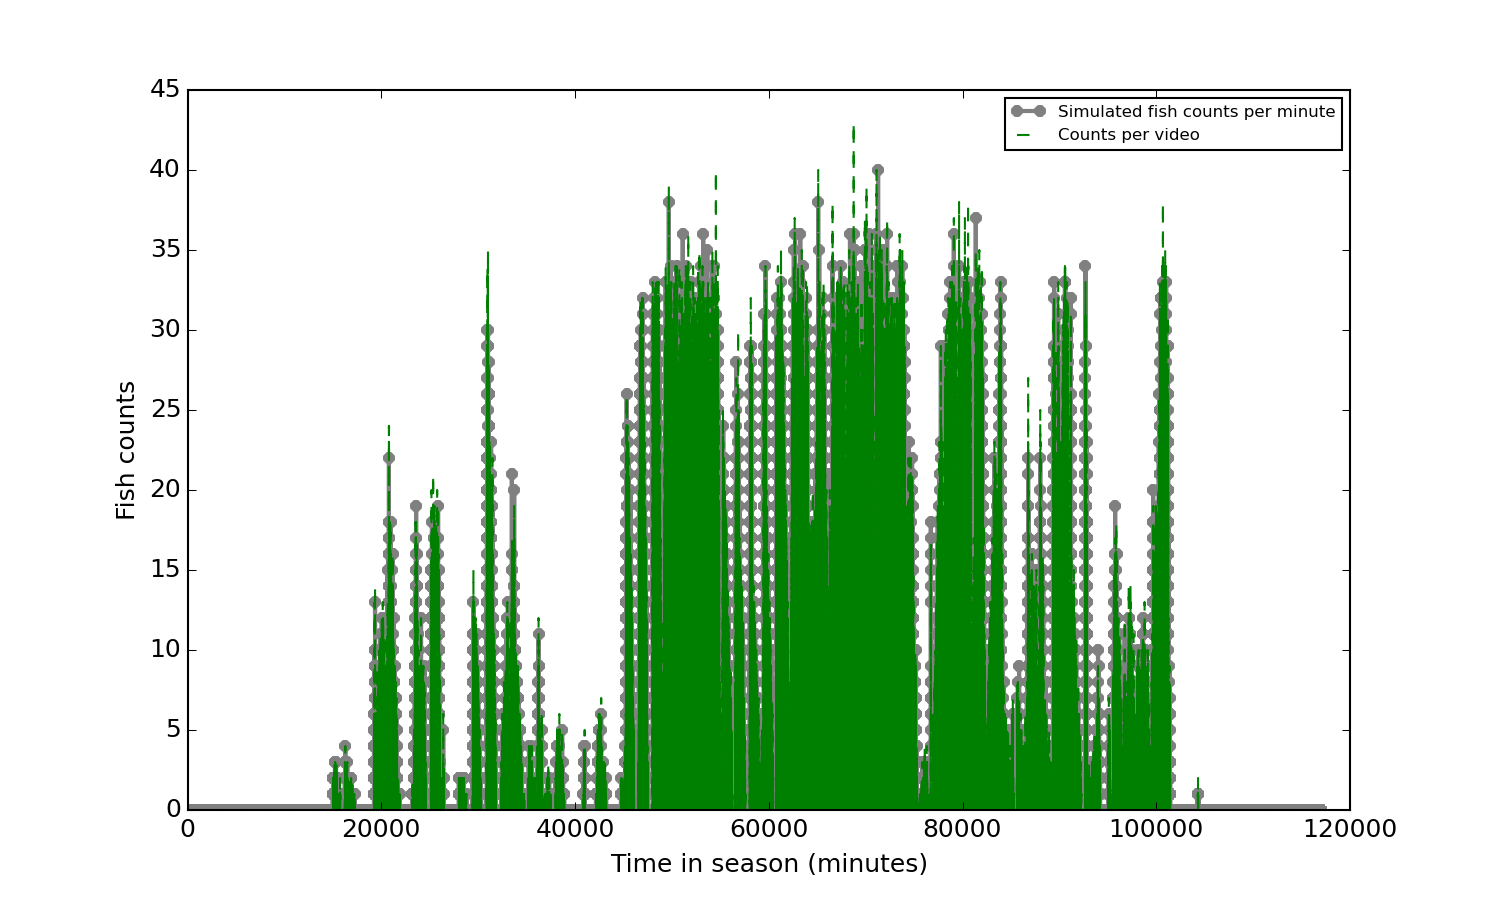 45
40
35
30
25
20
15
10
5
0
Fish counts
Simulated fish counts per minute
Counts per video
0 20000 40000 60000 80000 100000 120000
Time in season (minutes)